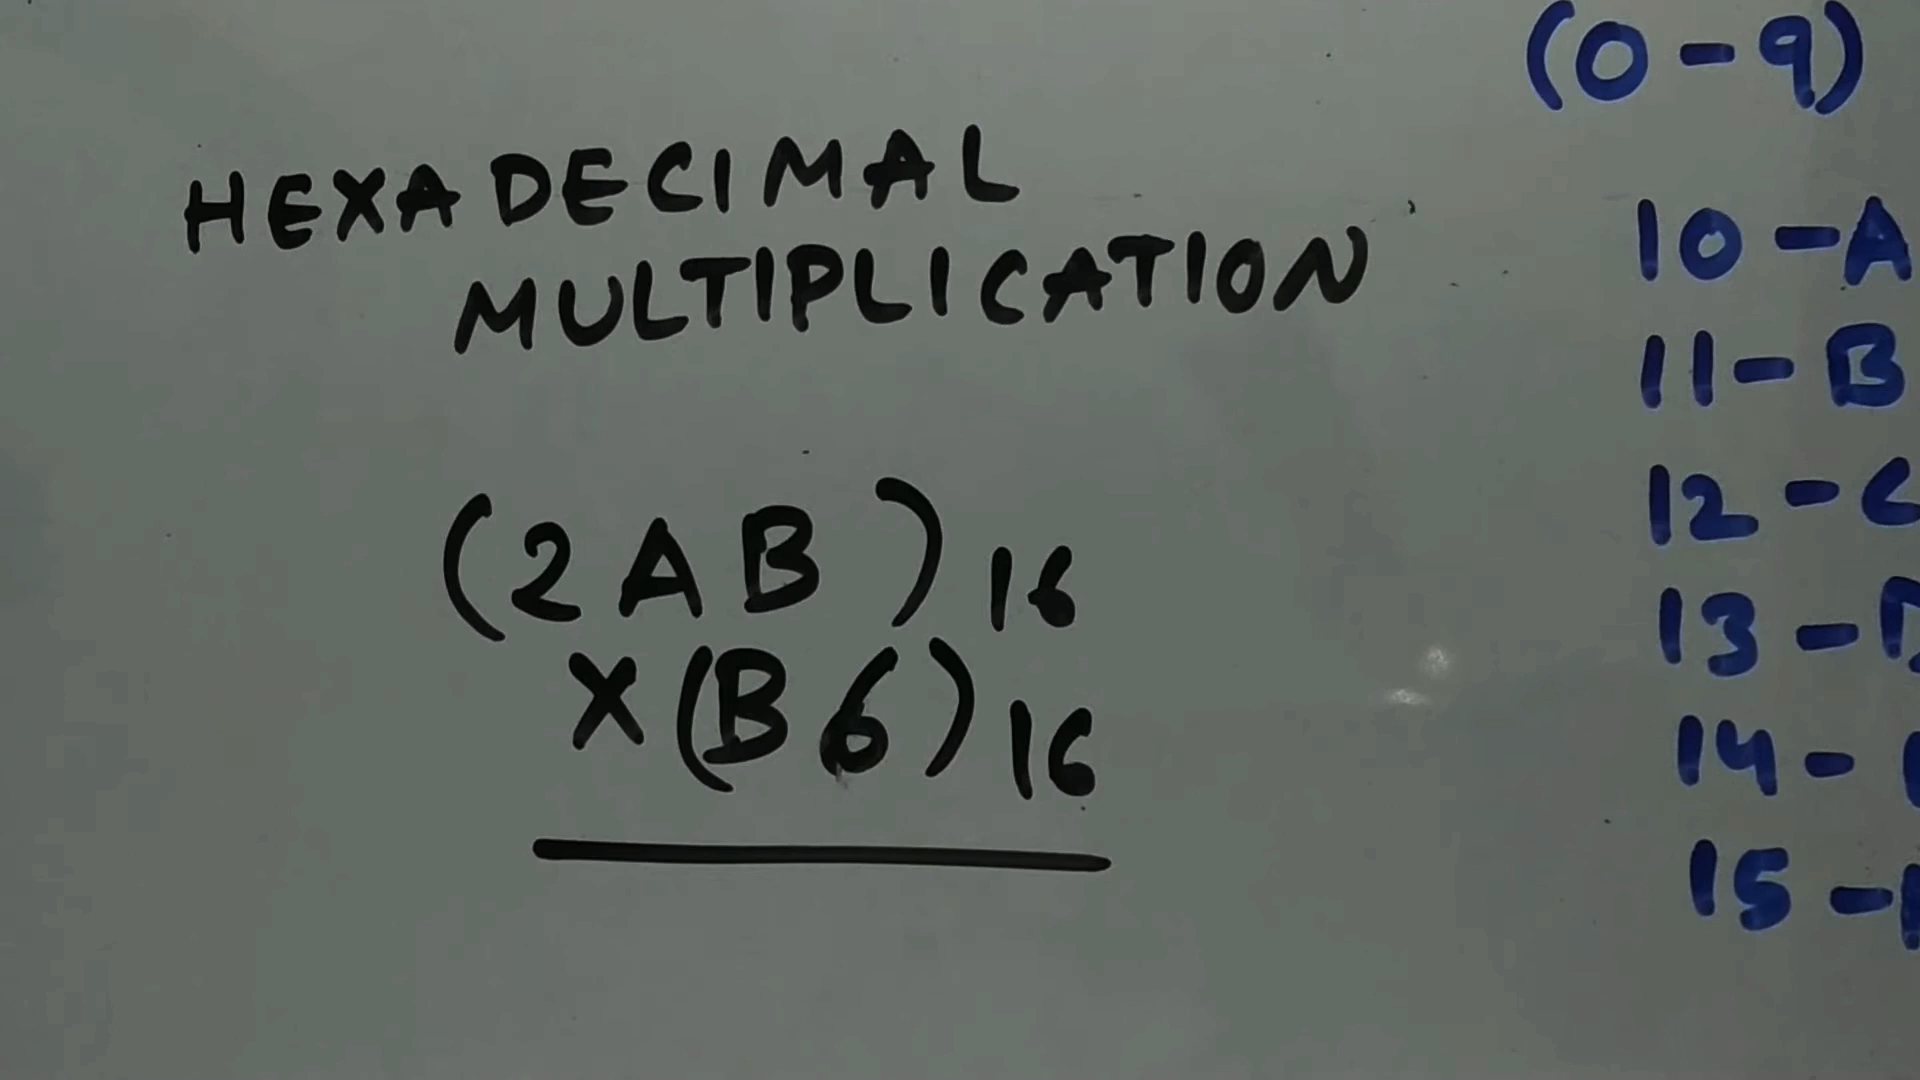 HEXADECIMAL
MULTIPLICATION
(2AB)16
×(B6)16
(0-9)
10-A
11-B
12-C
13-D
14-
15-